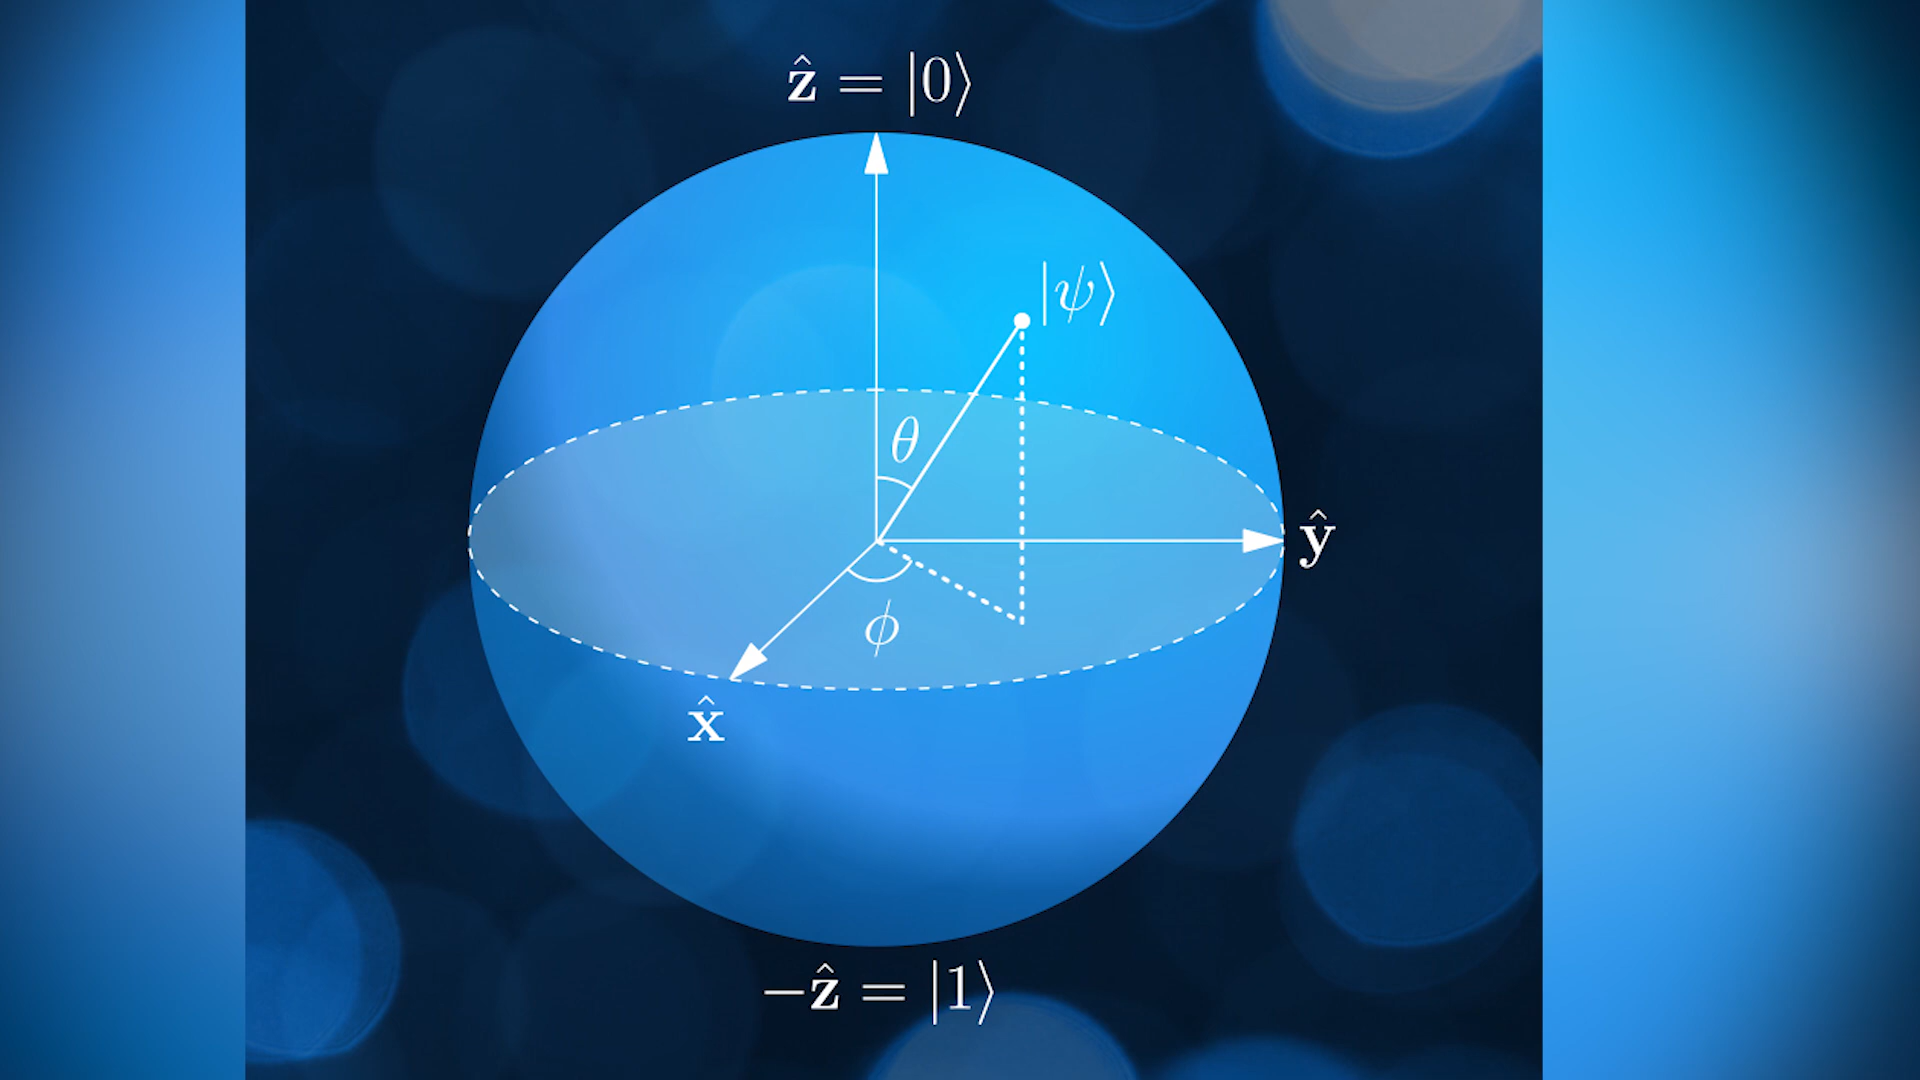 ẑ = |0⟩
|ψ⟩
θ
ŷ
ϕ
x̂
−ẑ = |1⟩